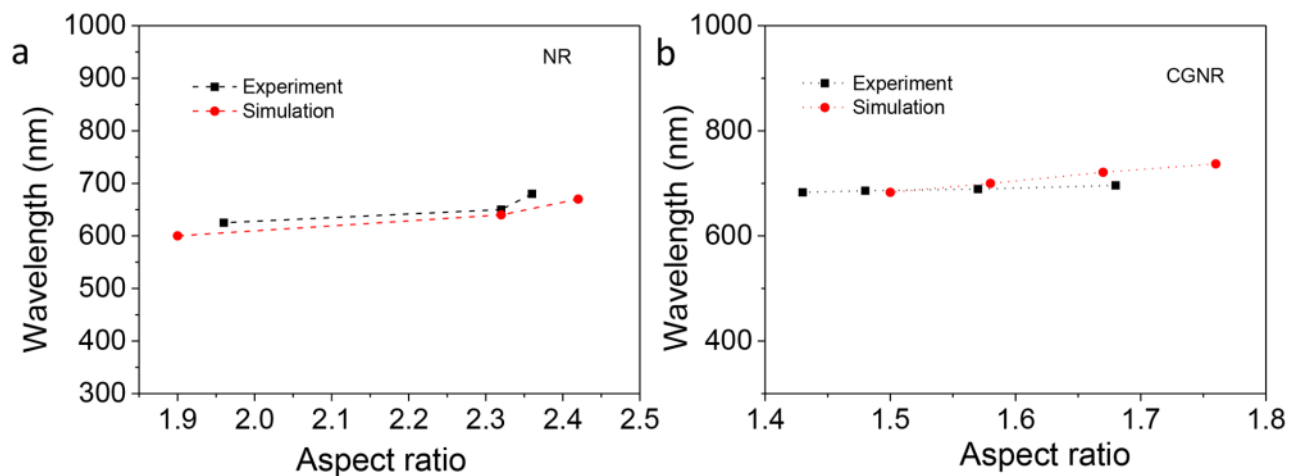 a
NR
Experiment
Simulation
Wavelength (nm)
1000
900
800
700
600
500
400
300
1.9 2.0 2.1 2.2 2.3 2.4 2.5
Aspect ratio
b
CGNR
Experiment
Simulation
Wavelength (nm)
1000
800
600
400
1.4 1.5 1.6 1.7 1.8
Aspect ratio